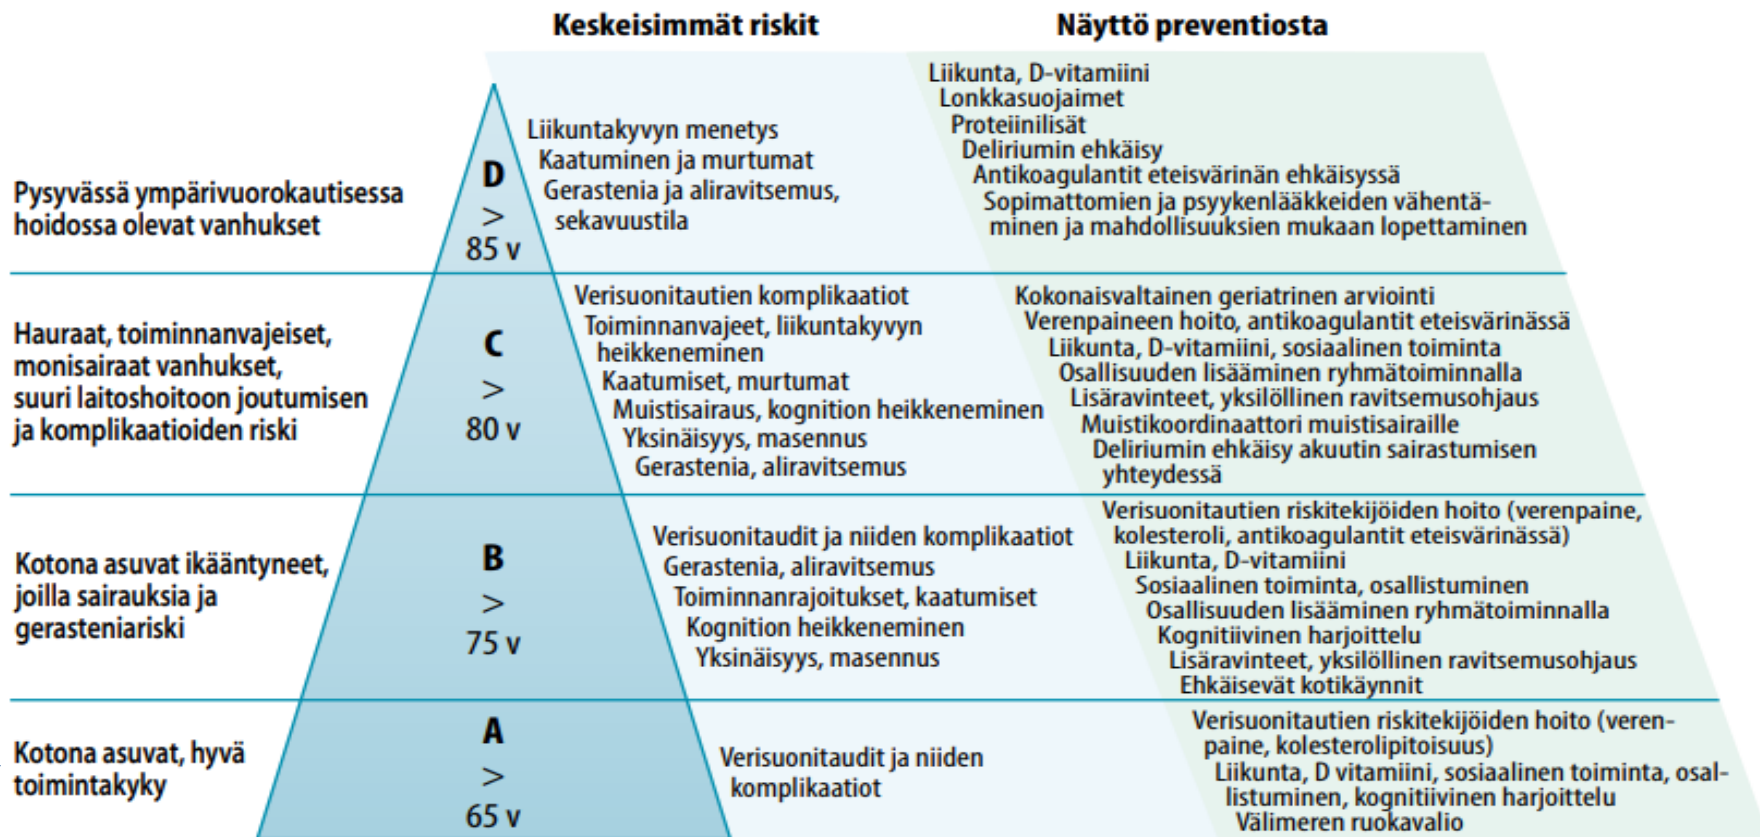 Keskeisimmät riskit
Näyttö preventiosta
Pysyvässä ympärivuorokautisessa
hoidossa olevat vanhukset
D
>
85 v
Liikuntakyvyn menetys
Kaatuminen ja murtumat
Gerastenia ja aliravitsemus,
sekavuustila
Liikunta, D-vitamiini
Lonkkasuojaimet
Proteiinilisät
Deliriumin ehkäisy
Antikoagulantit eteisvärinän ehkäisyssä
Sopimattomien ja psyykenlääkkeiden vähentä-
minen ja mahdollisuuksien mukaan lopettaminen
Hauraat, toiminnanvajeiset,
monisairaat vanhukset,
suuri laitoshoitoon joutumisen
ja komplikaatioiden riski
C
>
80 v
Verisuonitautien komplikaatiot
Toiminnanvajeet, liikuntakyvyn
heikkeneminen
Kaatumiset, murtumat
Muistisairaus, kognition heikkeneminen
Yksinäisyys, masennus
Gerastenia, aliravitsemus
Kokonaisvaltainen geriatrinen arviointi
Verenpaineen hoito, antikoagulantit eteisvärinässä
Liikunta, D-vitamiini, sosiaalinen toiminta
Osallisuuden lisääminen ryhmätoiminnalla
Lisäravinteet, yksilöllinen ravitsemusohjaus
Muistikoordinaattori muistisairaille
Deliriumin ehkäisy akuutin sairastumisen
yhteydessä
Kotona asuvat ikääntyneet,
joilla sairauksia ja
gerasteniariski
B
>
75 v
Verisuonitaudit ja niiden komplikaatiot
Gerastenia, aliravitsemus
Toiminnanrajoitukset, kaatumiset
Kognition heikkeneminen
Yksinäisyys, masennus
Verisuonitautien riskitekijöiden hoito (verenpaine,
kolesteroli, antikoagulantit eteisvärinässä)
Liikunta, D-vitamiini
Sosiaalinen toiminta, osallistuminen
Osallisuuden lisääminen ryhmätoiminnalla
Kognitiivinen harjoittelu
Lisäravinteet, yksilöllinen ravitsemusohjaus
Ehkäisevät kotikäynnit
Kotona asuvat, hyvä
toimintakyky
A
>
65 v
Verisuonitaudit ja niiden
komplikaatiot
Verisuonitautien riskitekijöiden hoito (veren-
paine, kolesterolipitoisuus)
Liikunta, D vitamiini, sosiaalinen toiminta, osal-
listuminen, kognitiivinen harjoittelu
Välimeren ruokavalio